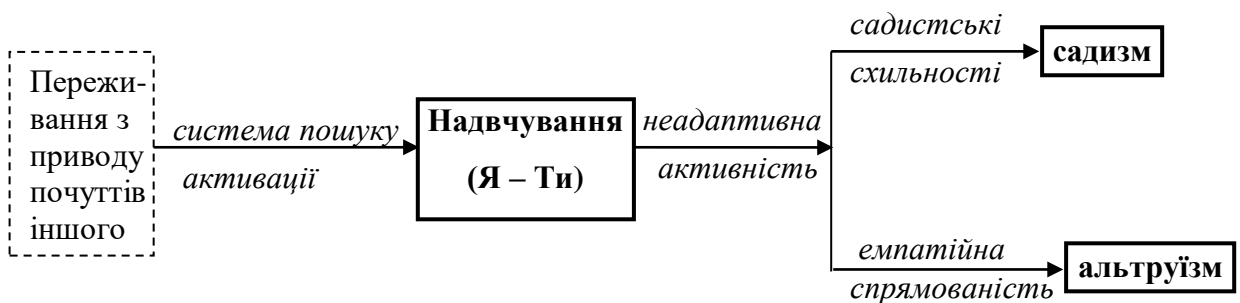 Пережи-
вання з
приводу
почуттів
іншого
система пошуку
активації
Надвчування
(Я – Ти)
неадаптивна
активність
садистські
схильності
садизм
емпатійна
спрямованість
альтруїзм